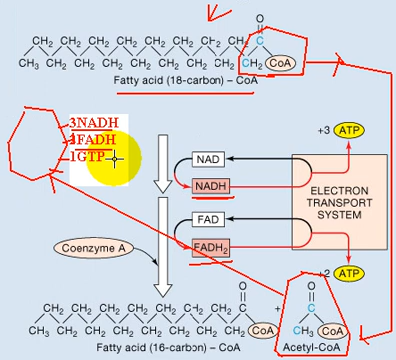 O
CH₂ CH₂ CH₂ CH₂ CH₂ CH₂ CH₂ CH₂ C
CH₃ CH₂ CH₂ CH₂ CH₂ CH₂ CH₂ CH₂ CH₂ CoA
Fatty acid (18-carbon) – CoA
3NADH
1FADH
1GTP
+3 ATP
NAD
NADH
ELECTRON
TRANSPORT
SYSTEM
FAD
FADH₂
Coenzyme A
+2 ATP
O
CH₂ CH₂ CH₂ CH₂ CH₂ CH₂ CH₂ C
CH₃ CH₂ CH₂ CH₂ CH₂ CH₂ CH₂ CH₂ CoA
Fatty acid (16-carbon) – CoA
+
O
C
CH₃ CoA
Acetyl-CoA